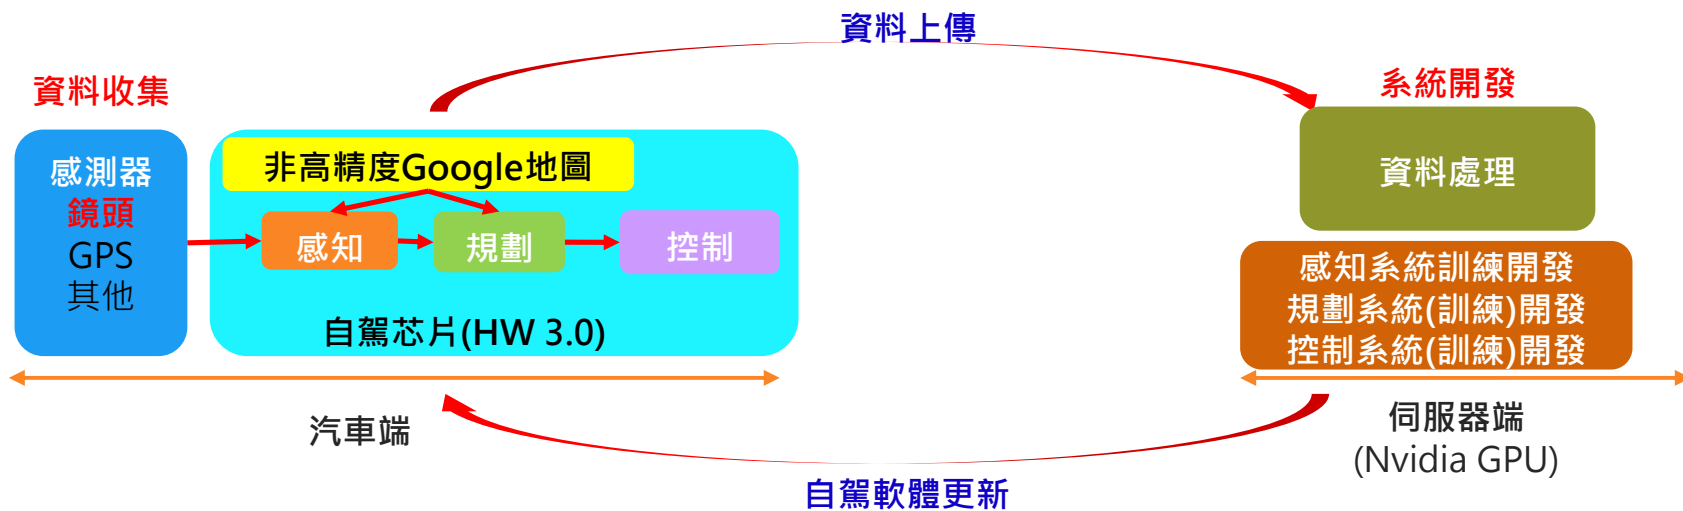 資料上傳
資料收集
系統開發
感測器
鏡頭
GPS
其他
非高精度Google地圖
感知
規劃
控制
自駕芯片(HW 3.0)
資料處理
感知系統訓練開發
規劃系統(訓練)開發
控制系統(訓練)開發
汽車端
伺服器端
(Nvidia GPU)
自駕軟體更新